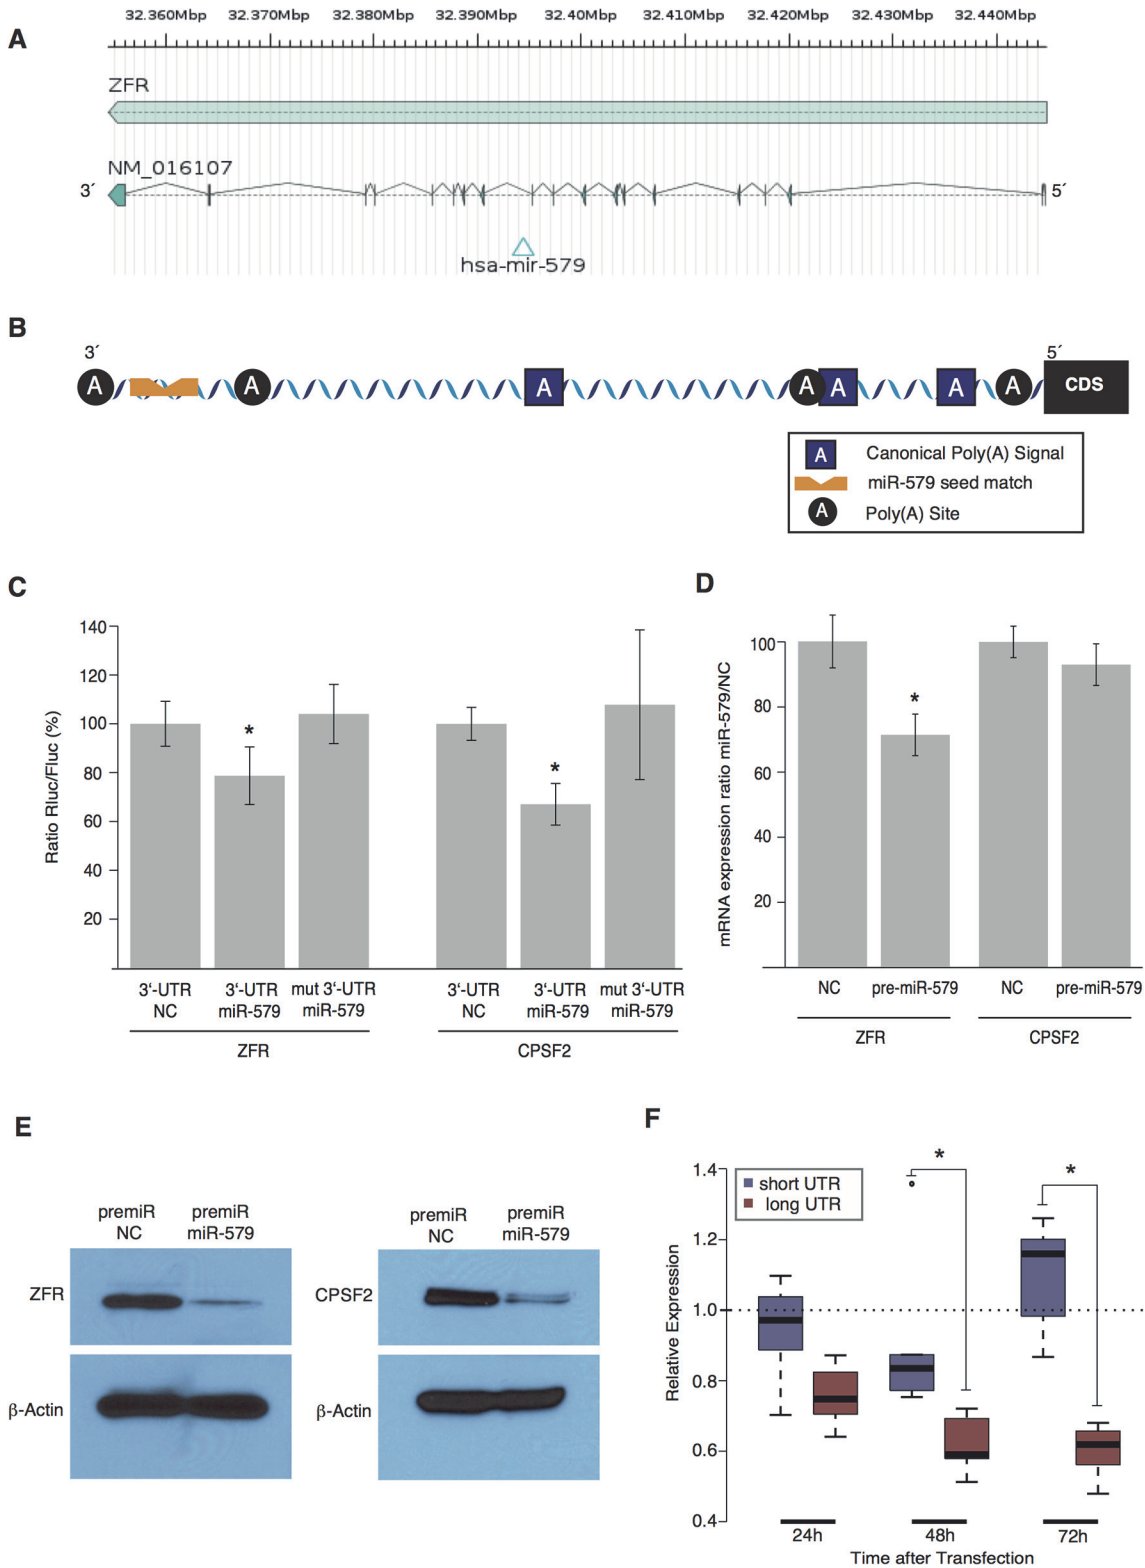 A
32.360Mbp 32.370Mbp 32.380Mbp 32.390Mbp 32.40Mbp 32.410Mbp 32.420Mbp 32.430Mbp 32.440Mbp
ZFR
NM_016107
3´ 5´
hsa-mir-579
B
3´ 5´
A A A A A A A CDS
A Canonical Poly(A) Signal
miR-579 seed match
A Poly(A) Site
C
140
120
100
80
60
40
20
Ratio Rluc/Fluc (%)
* *
3‘-UTR 3‘-UTR mut 3‘-UTR 3‘-UTR 3‘-UTR mut 3‘-UTR
NC miR-579 miR-579 NC miR-579 miR-579
ZFR CPSF2
D
100
80
60
40
20
mRNA expression ratio miR-579/NC
*
NC pre-miR-579 NC pre-miR-579
ZFR CPSF2
E
premiR premiR
NC miR-579
ZFR
β-Actin
premiR premiR
NC miR-579
CPSF2
β-Actin
F
1.4
1.2
1.0
0.8
0.6
0.4
Relative Expression
short UTR
long UTR
* *
24h 48h 72h
Time after Transfection